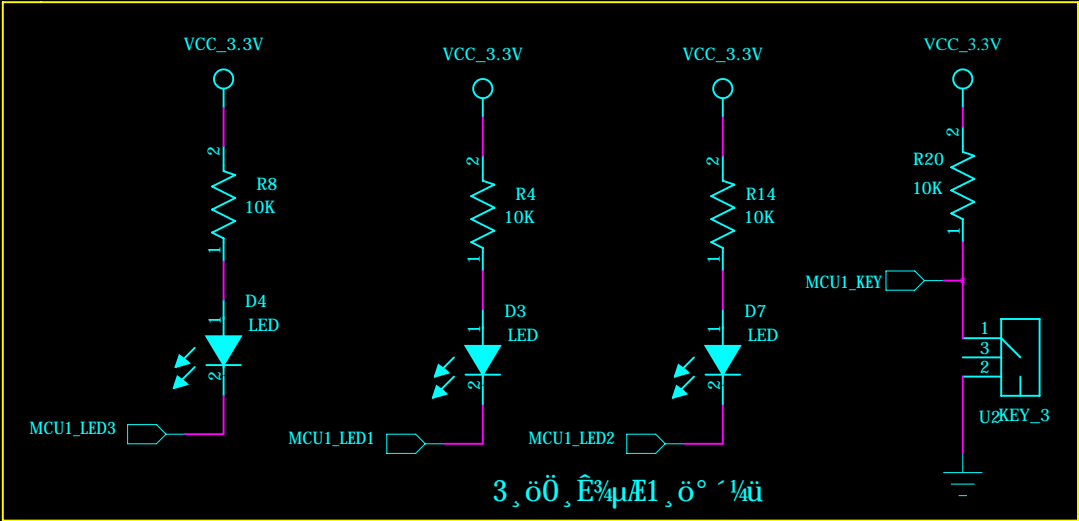 VCC_3.3V
VCC_3.3V
VCC_3.3V
VCC_3.3V
2
R8
10K
1
D4
1
LED
2
MCU1_LED3
2
R4
10K
1
D3
1
LED
2
MCU1_LED1
2
R14
10K
1
D7
1
LED
2
MCU1_LED2
2
R20
10K
1
MCU1_KEY
1
3
2
U2KEY_3
3¸öÖ¸Ê¾µÆ1¸ö°´¼ü